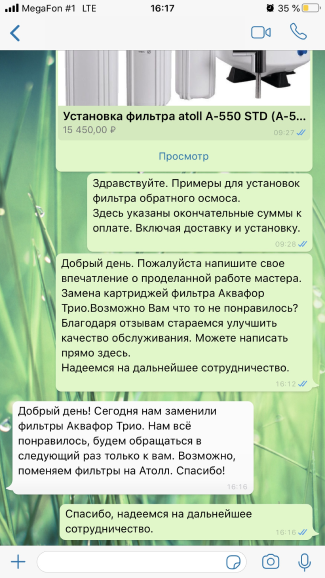 MegaFon #1 LTE 16:17 35 %
Установка фильтра atoll A-550 STD (A-5...
15 450,00 ₽
09:27
Просмотр
Здравствуйте. Примеры для установок
фильтра обратного осмоса.
Здесь указаны окончательные суммы к
оплате. Включая доставку и установку.
09:28
Добрый день. Пожалуйста напишите свое
впечатление о проделанной работе мастера.
Замена картриджей фильтра Аквафор
Трио.Возможно Вам что то не понравилось?
Благодаря отзывам стараемся улучшить
качество обслуживания. Можете написать
прямо здесь.
Надеемся на дальнейшее сотрудничество.
16:12
Добрый день! Сегодня нам заменили
фильтры Аквафор Трио. Нам всё
понравилось, будем обращаться в
следующий раз только к вам. Возможно,
поменяем фильтры на Атолл. Спасибо!
16:16
Спасибо, надеемся на дальнейшее
сотрудничество.
16:16